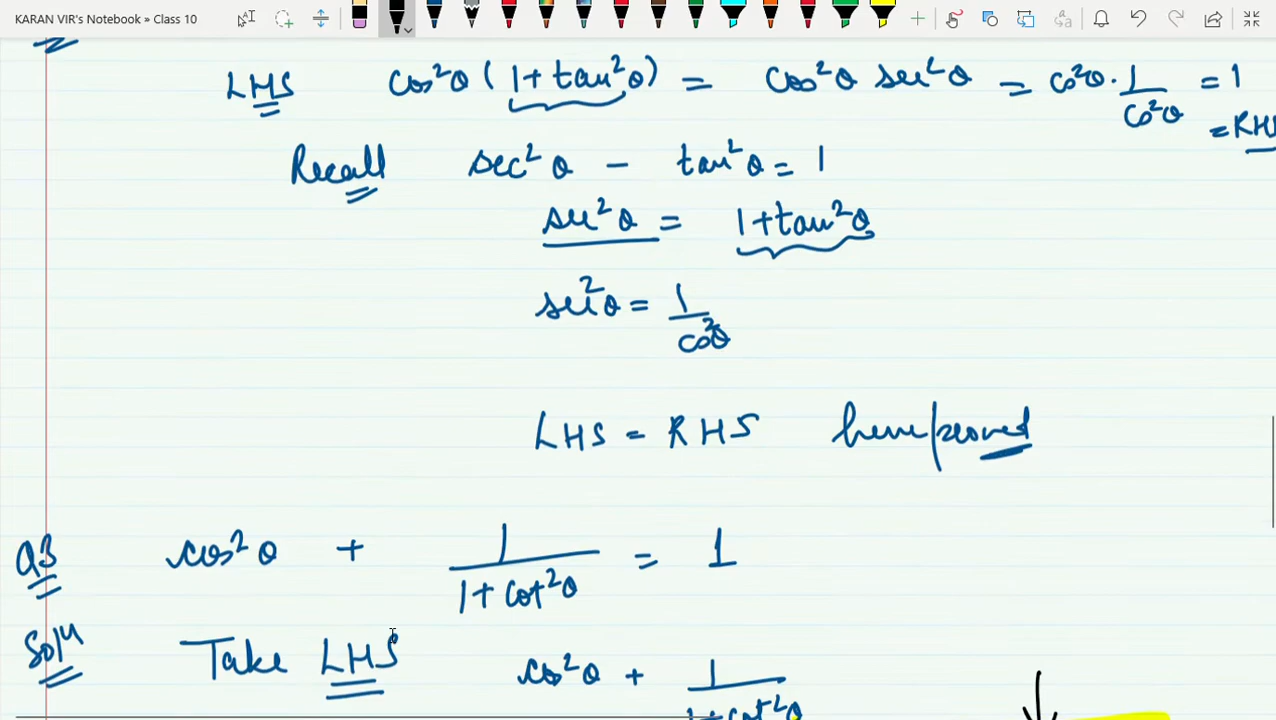 KARAN VIR's Notebook » Class 10
LHS cos²θ (1 + tan²θ) = cos²θ sec²θ = cos²θ · 1/cos²θ = 1
= RHS
Recall sec²θ − tan²θ = 1
sec²θ = 1 + tan²θ
sec²θ = 1/cos²θ
LHS = RHS hence proved
Q3 cos²θ + 1/(1 + cot²θ) = 1
Soln Take LHS cos²θ + 1/(1 + cot²θ)